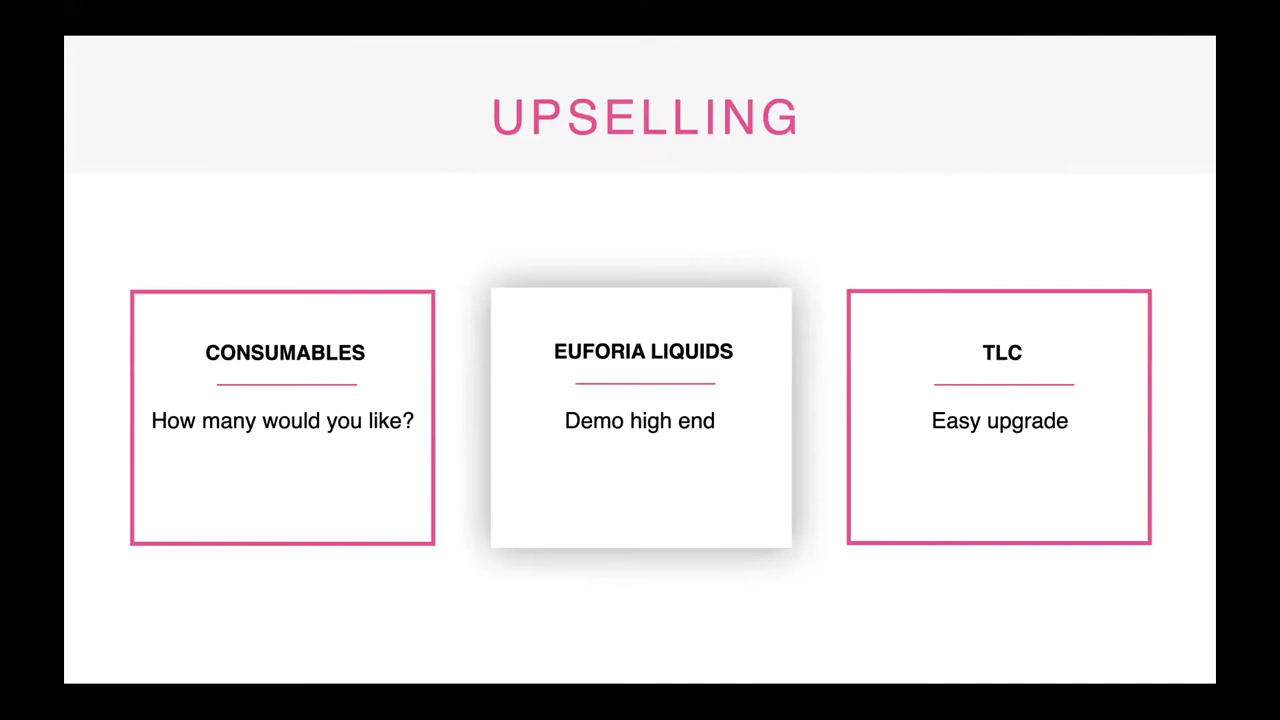 UPSELLING
CONSUMABLES
How many would you like?
EUFORIA LIQUIDS
Demo high end
TLC
Easy upgrade